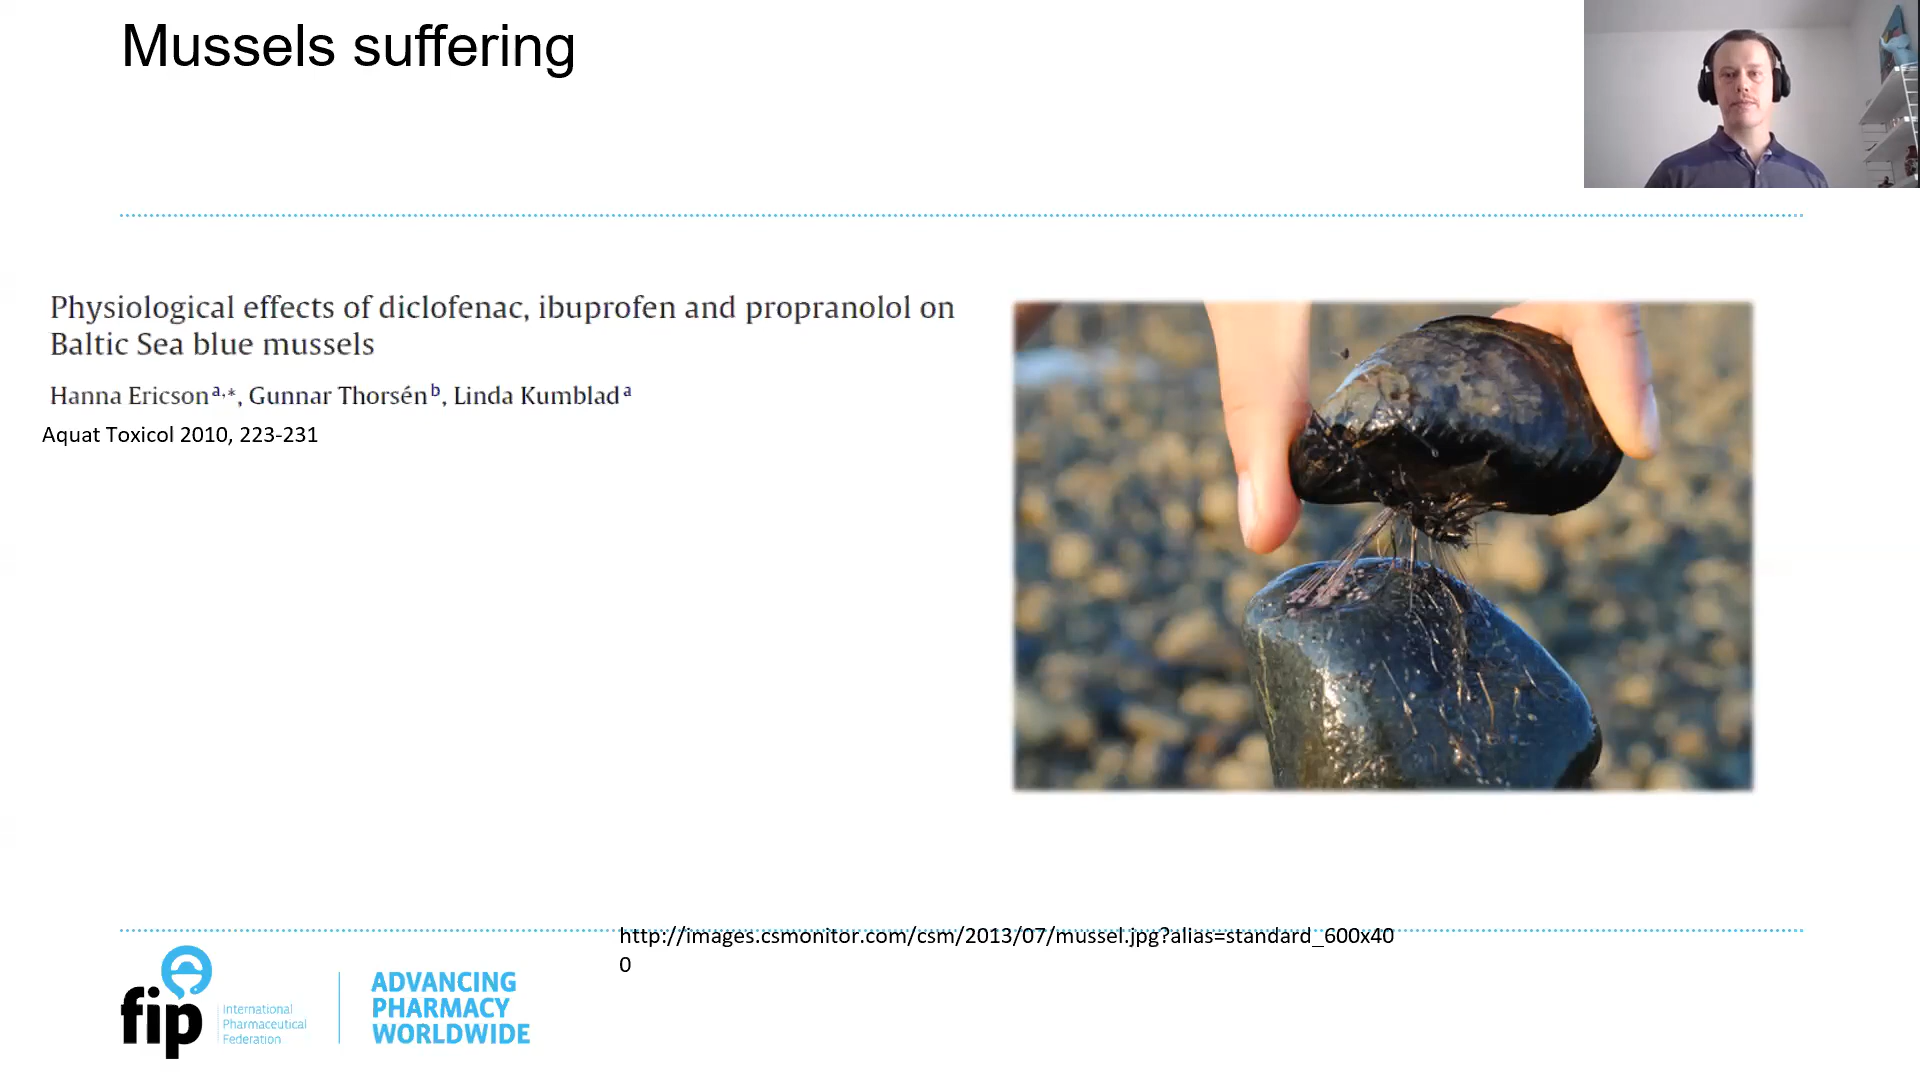 Mussels suffering
Physiological effects of diclofenac, ibuprofen and propranolol on
Baltic Sea blue mussels
Hanna Ericson a,*, Gunnar Thorsén b, Linda Kumblad a
Aquat Toxicol 2010, 223-231
http://images.csmonitor.com/csm/2013/07/mussel.jpg?alias=standard_600x40
0
fip
International
Pharmaceutical
Federation
ADVANCING
PHARMACY
WORLDWIDE